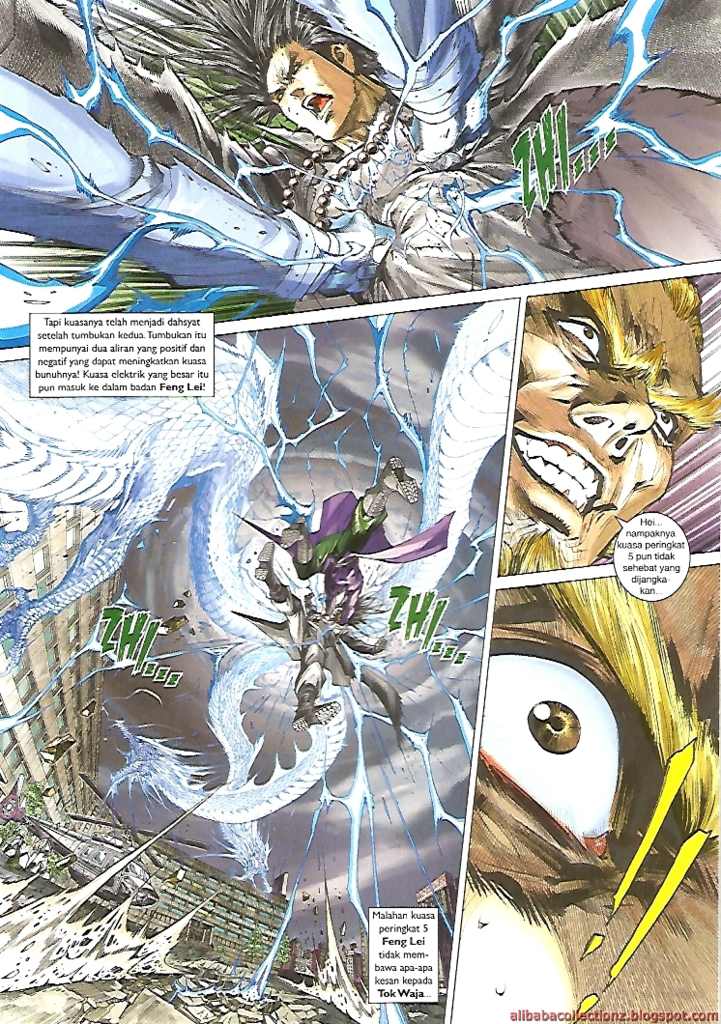 ZHI....
Tapi kuasanya telah menjadi dahsyat
setelah tumbukan kedua. Tumbukan itu
mempunyai dua aliran yang positif dan
negatif yang dapat meningkatkan kuasa
bunuhnya! Kuasa elektrik yang besar itu
pun masuk ke dalam badan Feng Lei!
Hei...
nampaknya
kuasa peringkat
5 pun tidak
sehebat yang
dijangka-
kan..
ZHI....
ZHI....
Malahan kuasa
peringkat 5
Feng Lei
tidak mem-
bawa apa-apa
kesan kepada
Tok Waja...
alibabacollectionz.blogspot.com